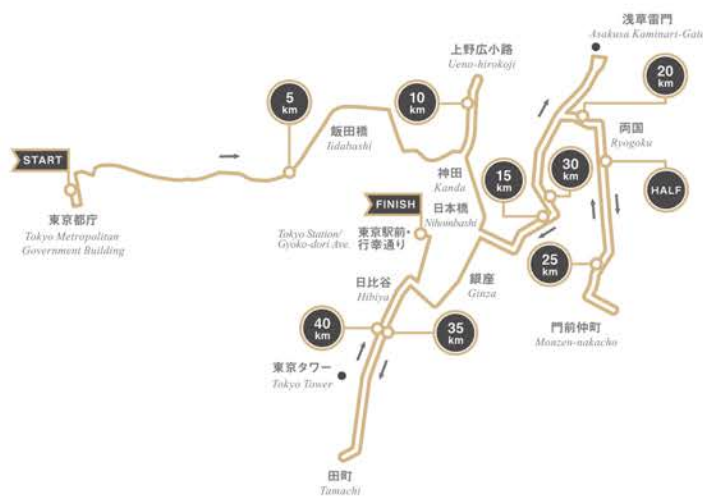 浅草雷門
Asakusa Kaminari-Gate
上野広小路
Ueno-hirokoji
20
km
5
km
10
km
飯田橋
Iidabashi
両国
Ryogoku
START
神田
Kanda
15
km
30
km
HALF
FINISH
日本橋
Nihombashi
東京都庁
Tokyo Metropolitan
Government Building
Tokyo Station/
Gyoko-dori Ave.
東京駅前・
行幸通り
25
km
日比谷
Hibiya
銀座
Ginza
門前仲町
Monzen-nakacho
40
km
35
km
東京タワー
Tokyo Tower
田町
Tamachi